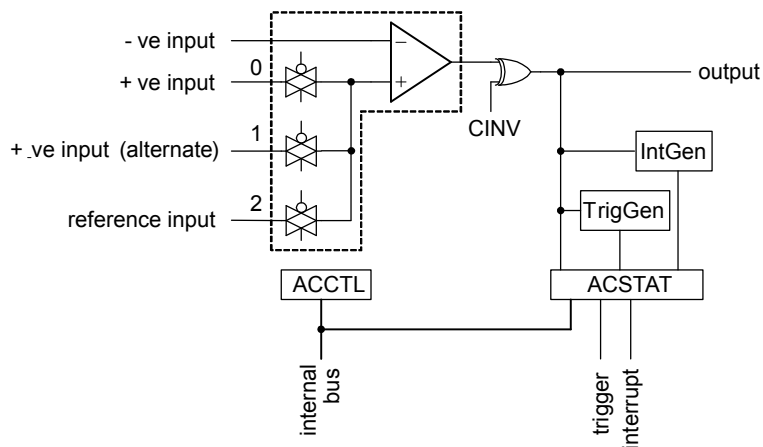 - ve input
0
+ ve input
−
+
output
CINV
1
+ -ve input (alternate)
IntGen
2
reference input
TrigGen
ACCTL
ACSTAT
internal
bus
trigger
interrupt